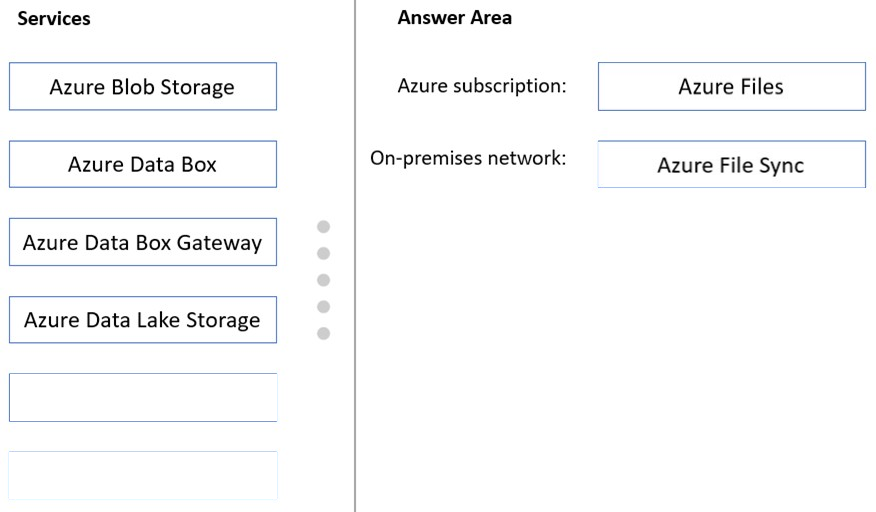 Services
Azure Blob Storage
Azure Data Box
Azure Data Box Gateway
Azure Data Lake Storage
Answer Area
Azure subscription:
Azure Files
On-premises network:
Azure File Sync